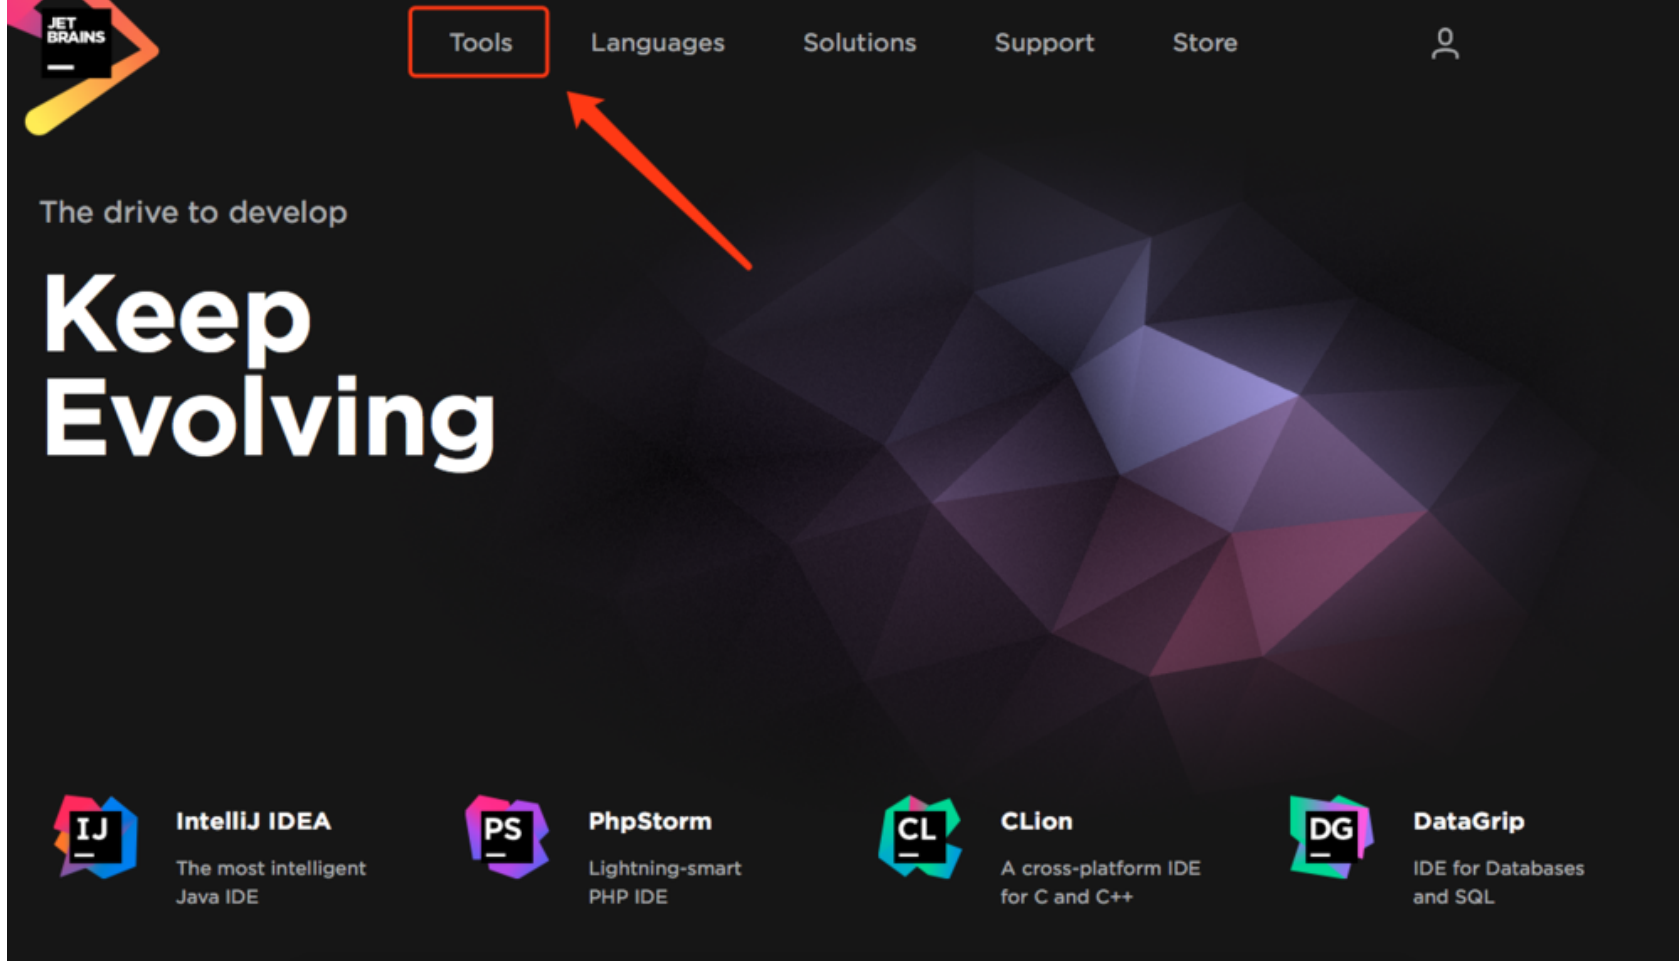 JET
BRAINS
Tools
Languages
Solutions
Support
Store
The drive to develop
Keep
Evolving
IJ
IntelliJ IDEA
The most intelligent
Java IDE
PS
PhpStorm
Lightning-smart
PHP IDE
CL
CLion
A cross-platform IDE
for C and C++
DG
DataGrip
IDE for Databases
and SQL